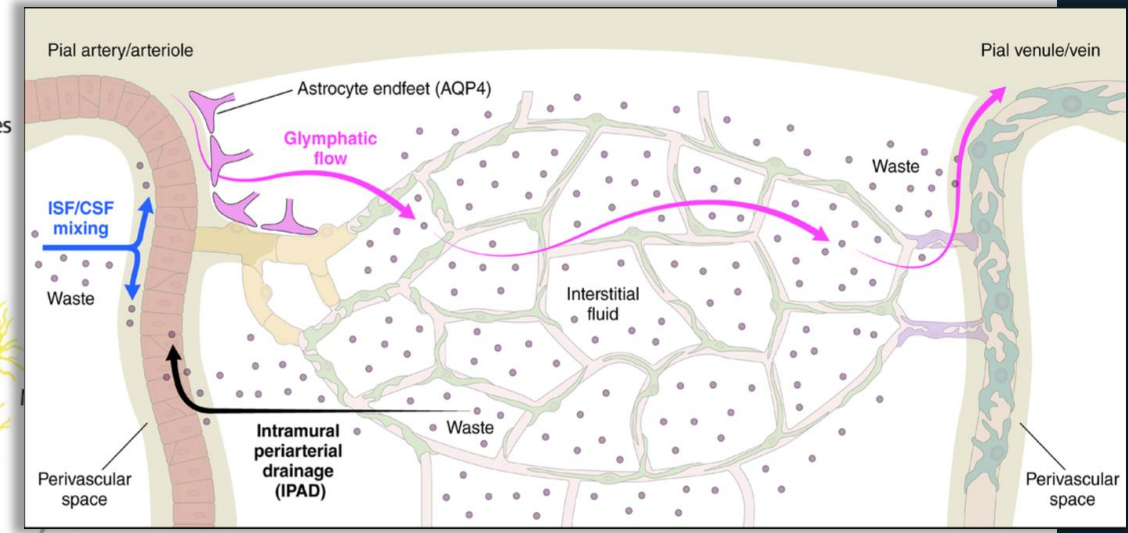 Pial artery/arteriole
Pial venule/vein
Astrocyte endfeet (AQP4)
es
Glymphatic
flow
Waste
ISF/CSF
mixing
Waste
Interstitial
fluid
Waste
Intramural
periarterial
drainage
(IPAD)
Perivascular
space
Perivascular
space